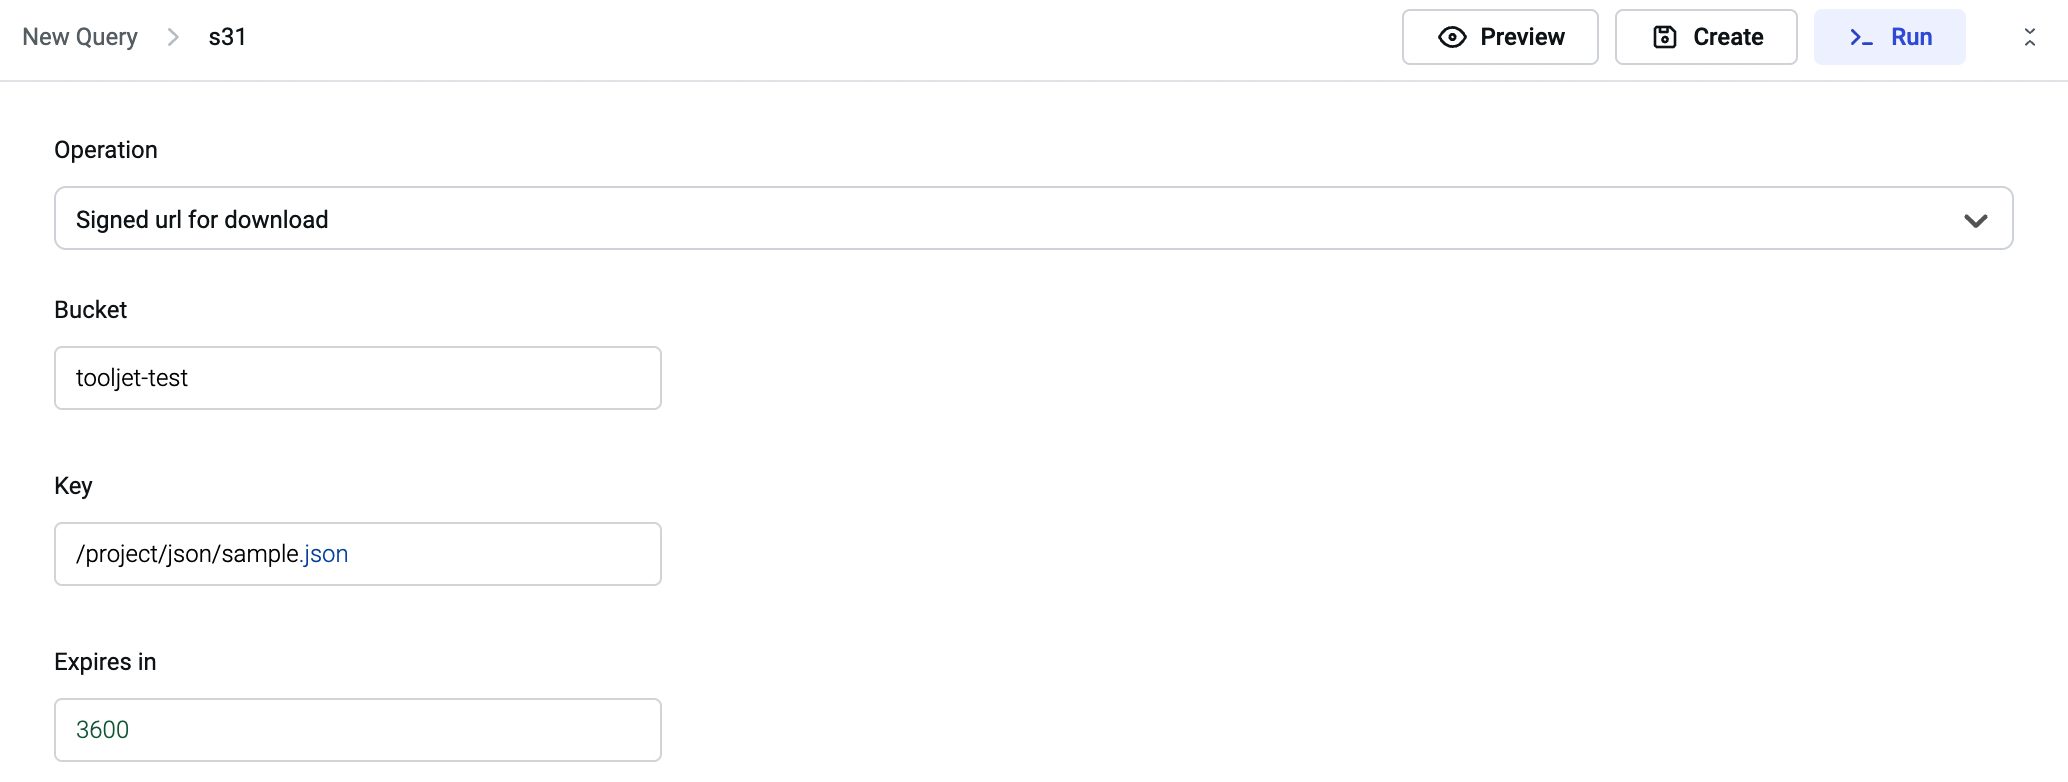 New Query > s31 Preview Create >_ Run
Operation
Signed url for download
Bucket
tooljet-test
Key
/project/json/sample.json
Expires in
3600